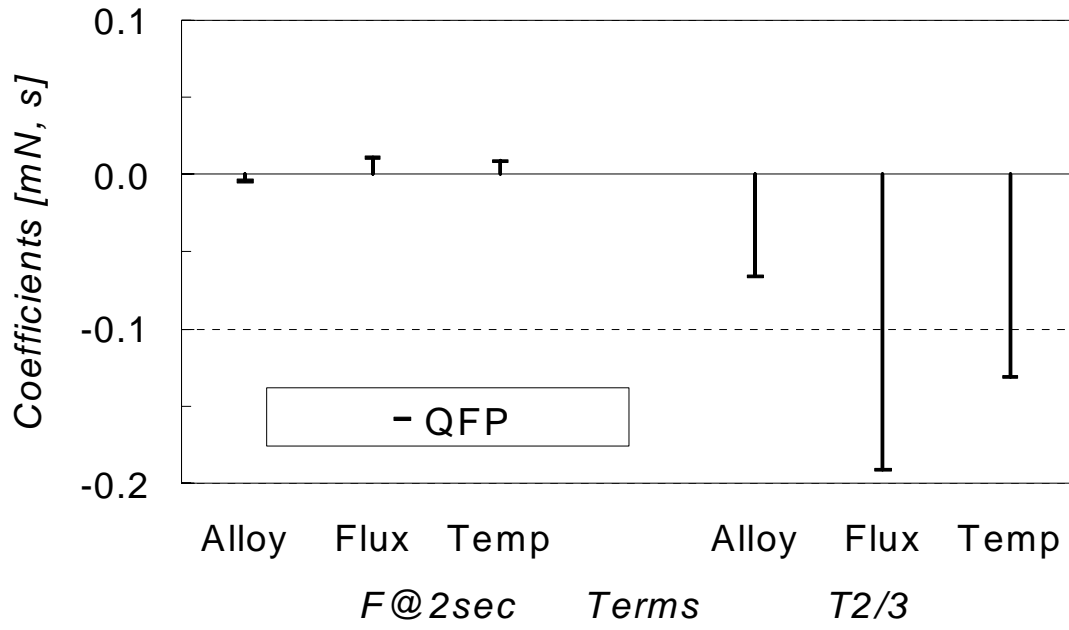 Coefficients [mN, s]
0.1
0.0
-0.1
-0.2
QFP
Alloy Flux Temp Alloy Flux Temp
F@2sec Terms T2/3